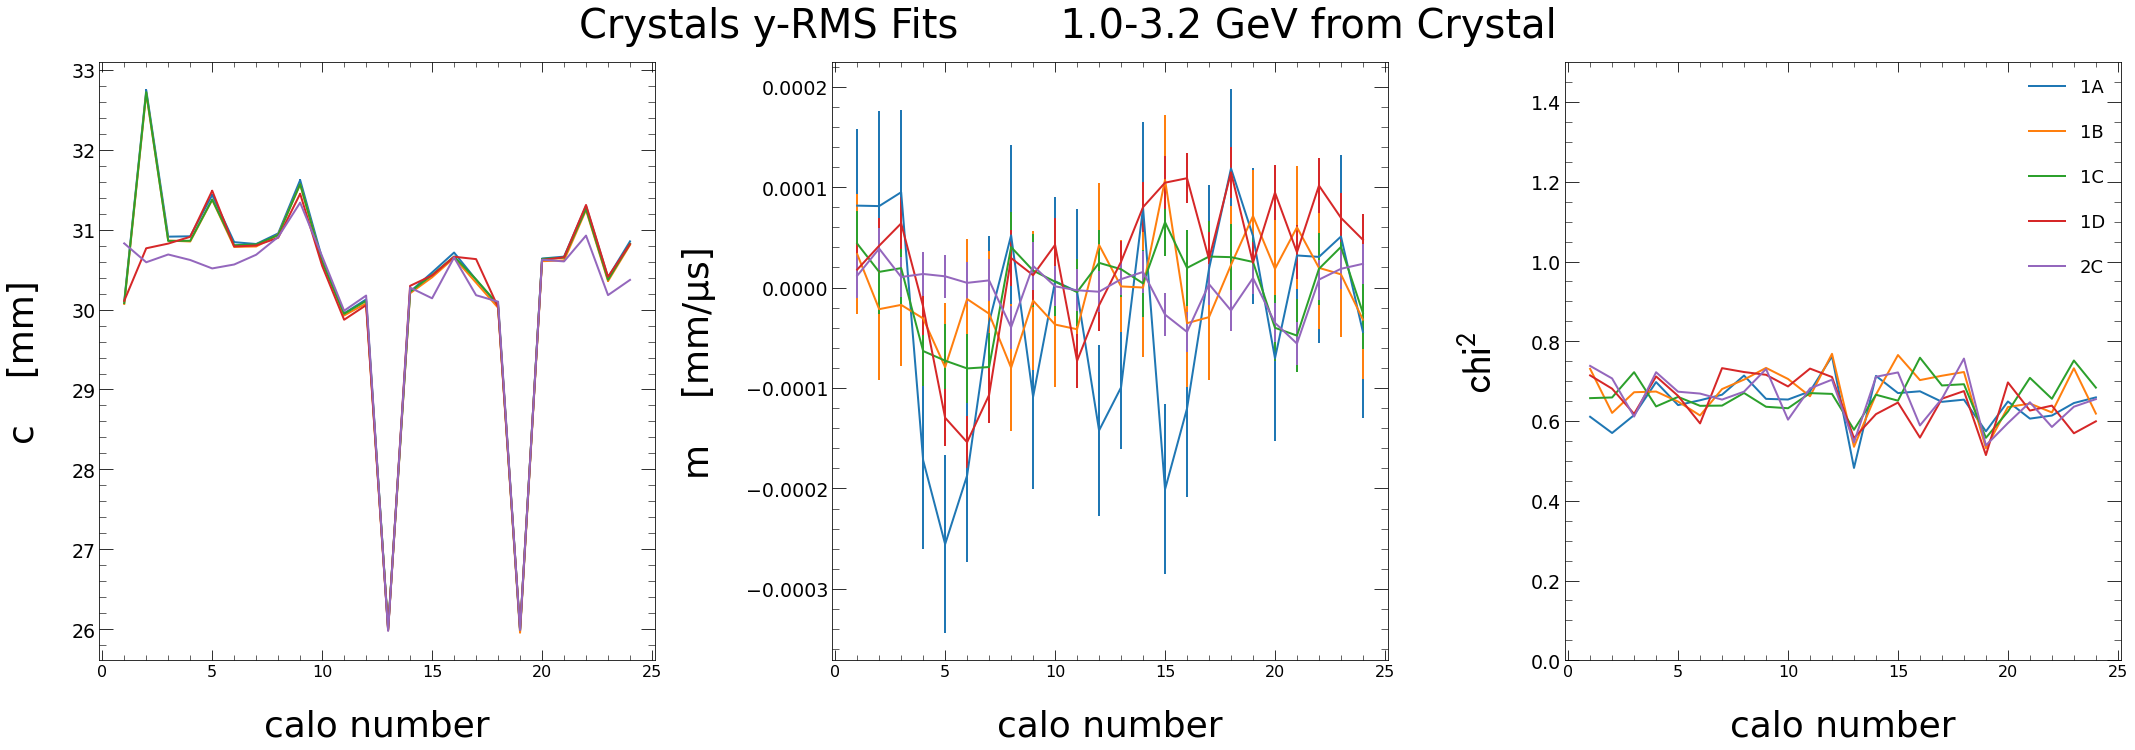 Crystals y-RMS Fits 1.0-3.2 GeV from Crystal
c [mm]
33
32
31
30
29
28
27
26
0 5 10 15 20 25
calo number
m [mm/μs]
0.0002
0.0001
0.0000
−0.0001
−0.0002
−0.0003
0 5 10 15 20 25
calo number
chi²
1.4
1.2
1.0
0.8
0.6
0.4
0.2
0.0
0 5 10 15 20 25
calo number
1A
1B
1C
1D
2C